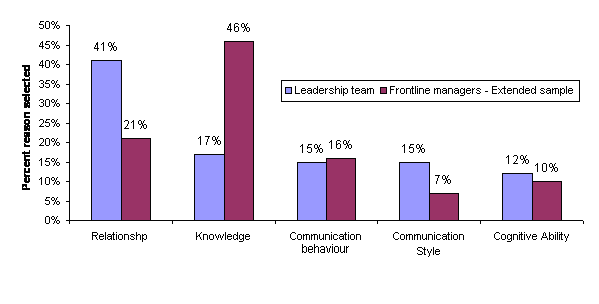 50%
45%
40%
35%
30%
25%
20%
15%
10%
5%
0%
Percent reason selected
41%
21%
17%
46%
15%
16%
15%
7%
12%
10%
Leadership team
Frontline managers - Extended sample
Relationshp
Knowledge
Communication
behaviour
Communication
Style
Cognitive Ability